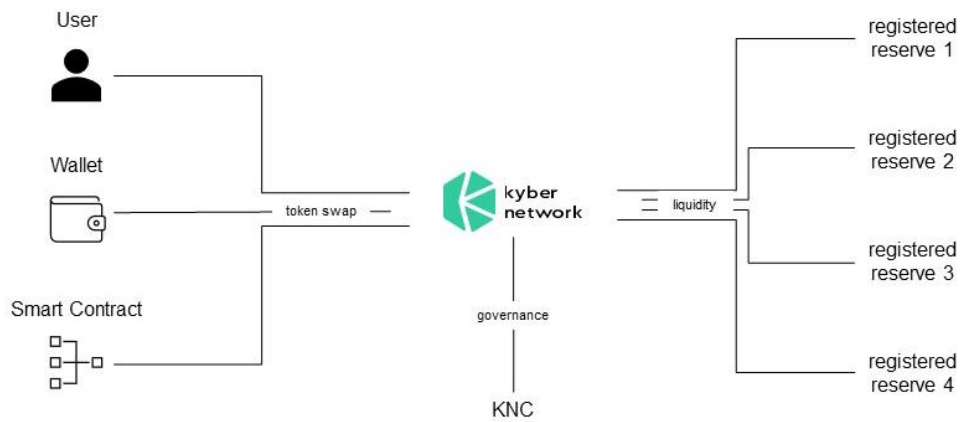 User
Wallet
Smart Contract
token swap
kyber
network
governance
KNC
liquidity
registered
reserve 1
registered
reserve 2
registered
reserve 3
registered
reserve 4